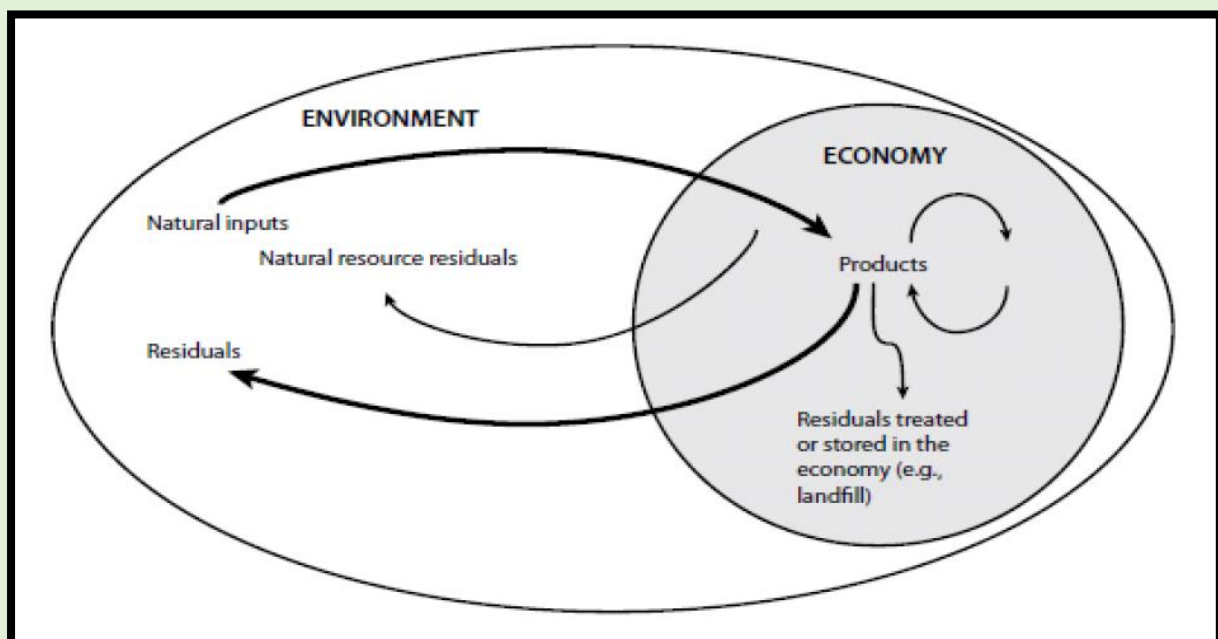 ENVIRONMENT
ECONOMY
Natural inputs
Natural resource residuals
Products
Residuals
Residuals treated
or stored in the
economy (e.g.,
landfill)